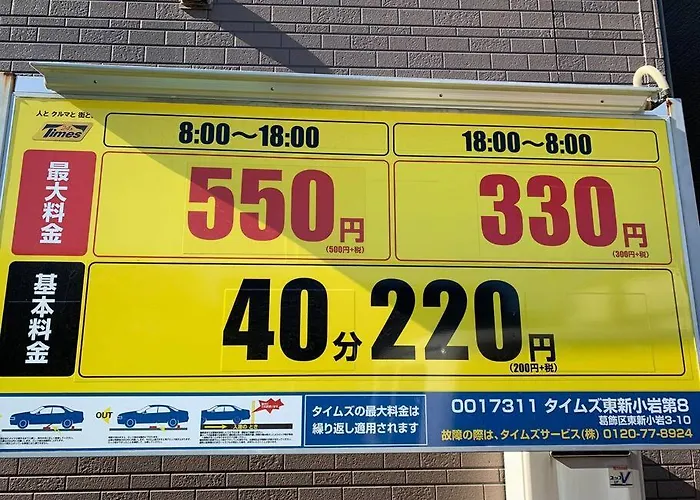 人と クルマと 街と、
Times
8:00〜18:00
18:00〜8:00
最大料金
550円
(500円+税)
330円
(300円+税)
基本料金
40分 220円
(200円+税)
OUT
入庫のとき
タイムズの最大料金は
繰り返し適用されます
0017311 タイムズ東新小岩第8
葛飾区東新小岩3-10
故障の際は、タイムズサービス(株) 0120-77-8924